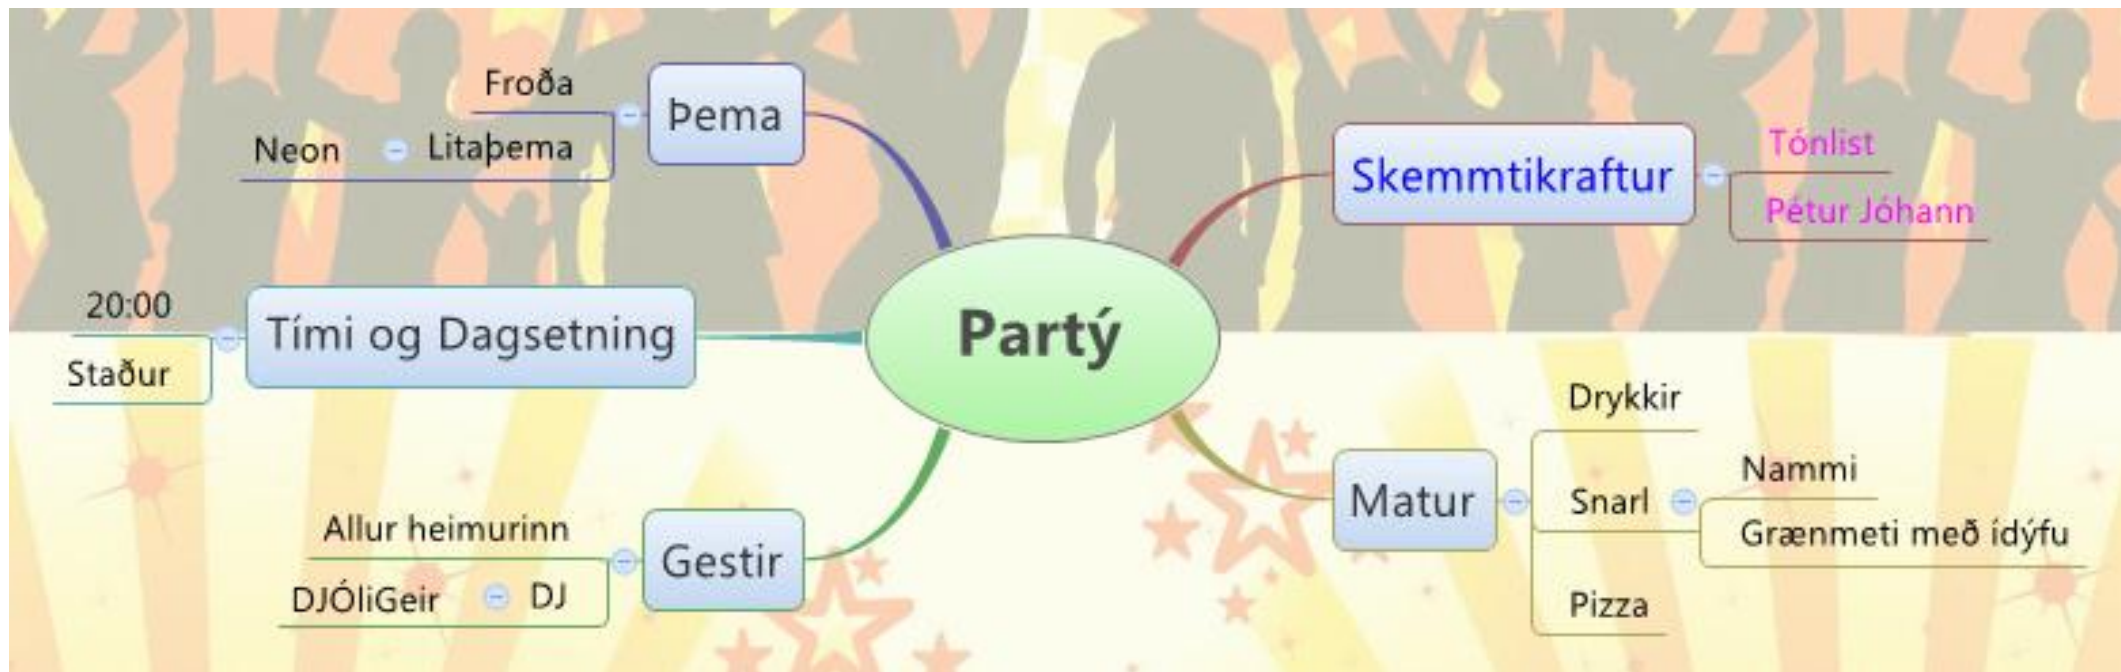 Partý
Þema
Froða
Litaþema
Neon
Tími og Dagsetning
20:00
Staður
Gestir
Allur heimurinn
DJ
DJÓliGeir
Skemmtikraftur
Tónlist
Pétur Jóhann
Matur
Drykkir
Snarl
Nammi
Grænmeti með ídýfu
Pizza